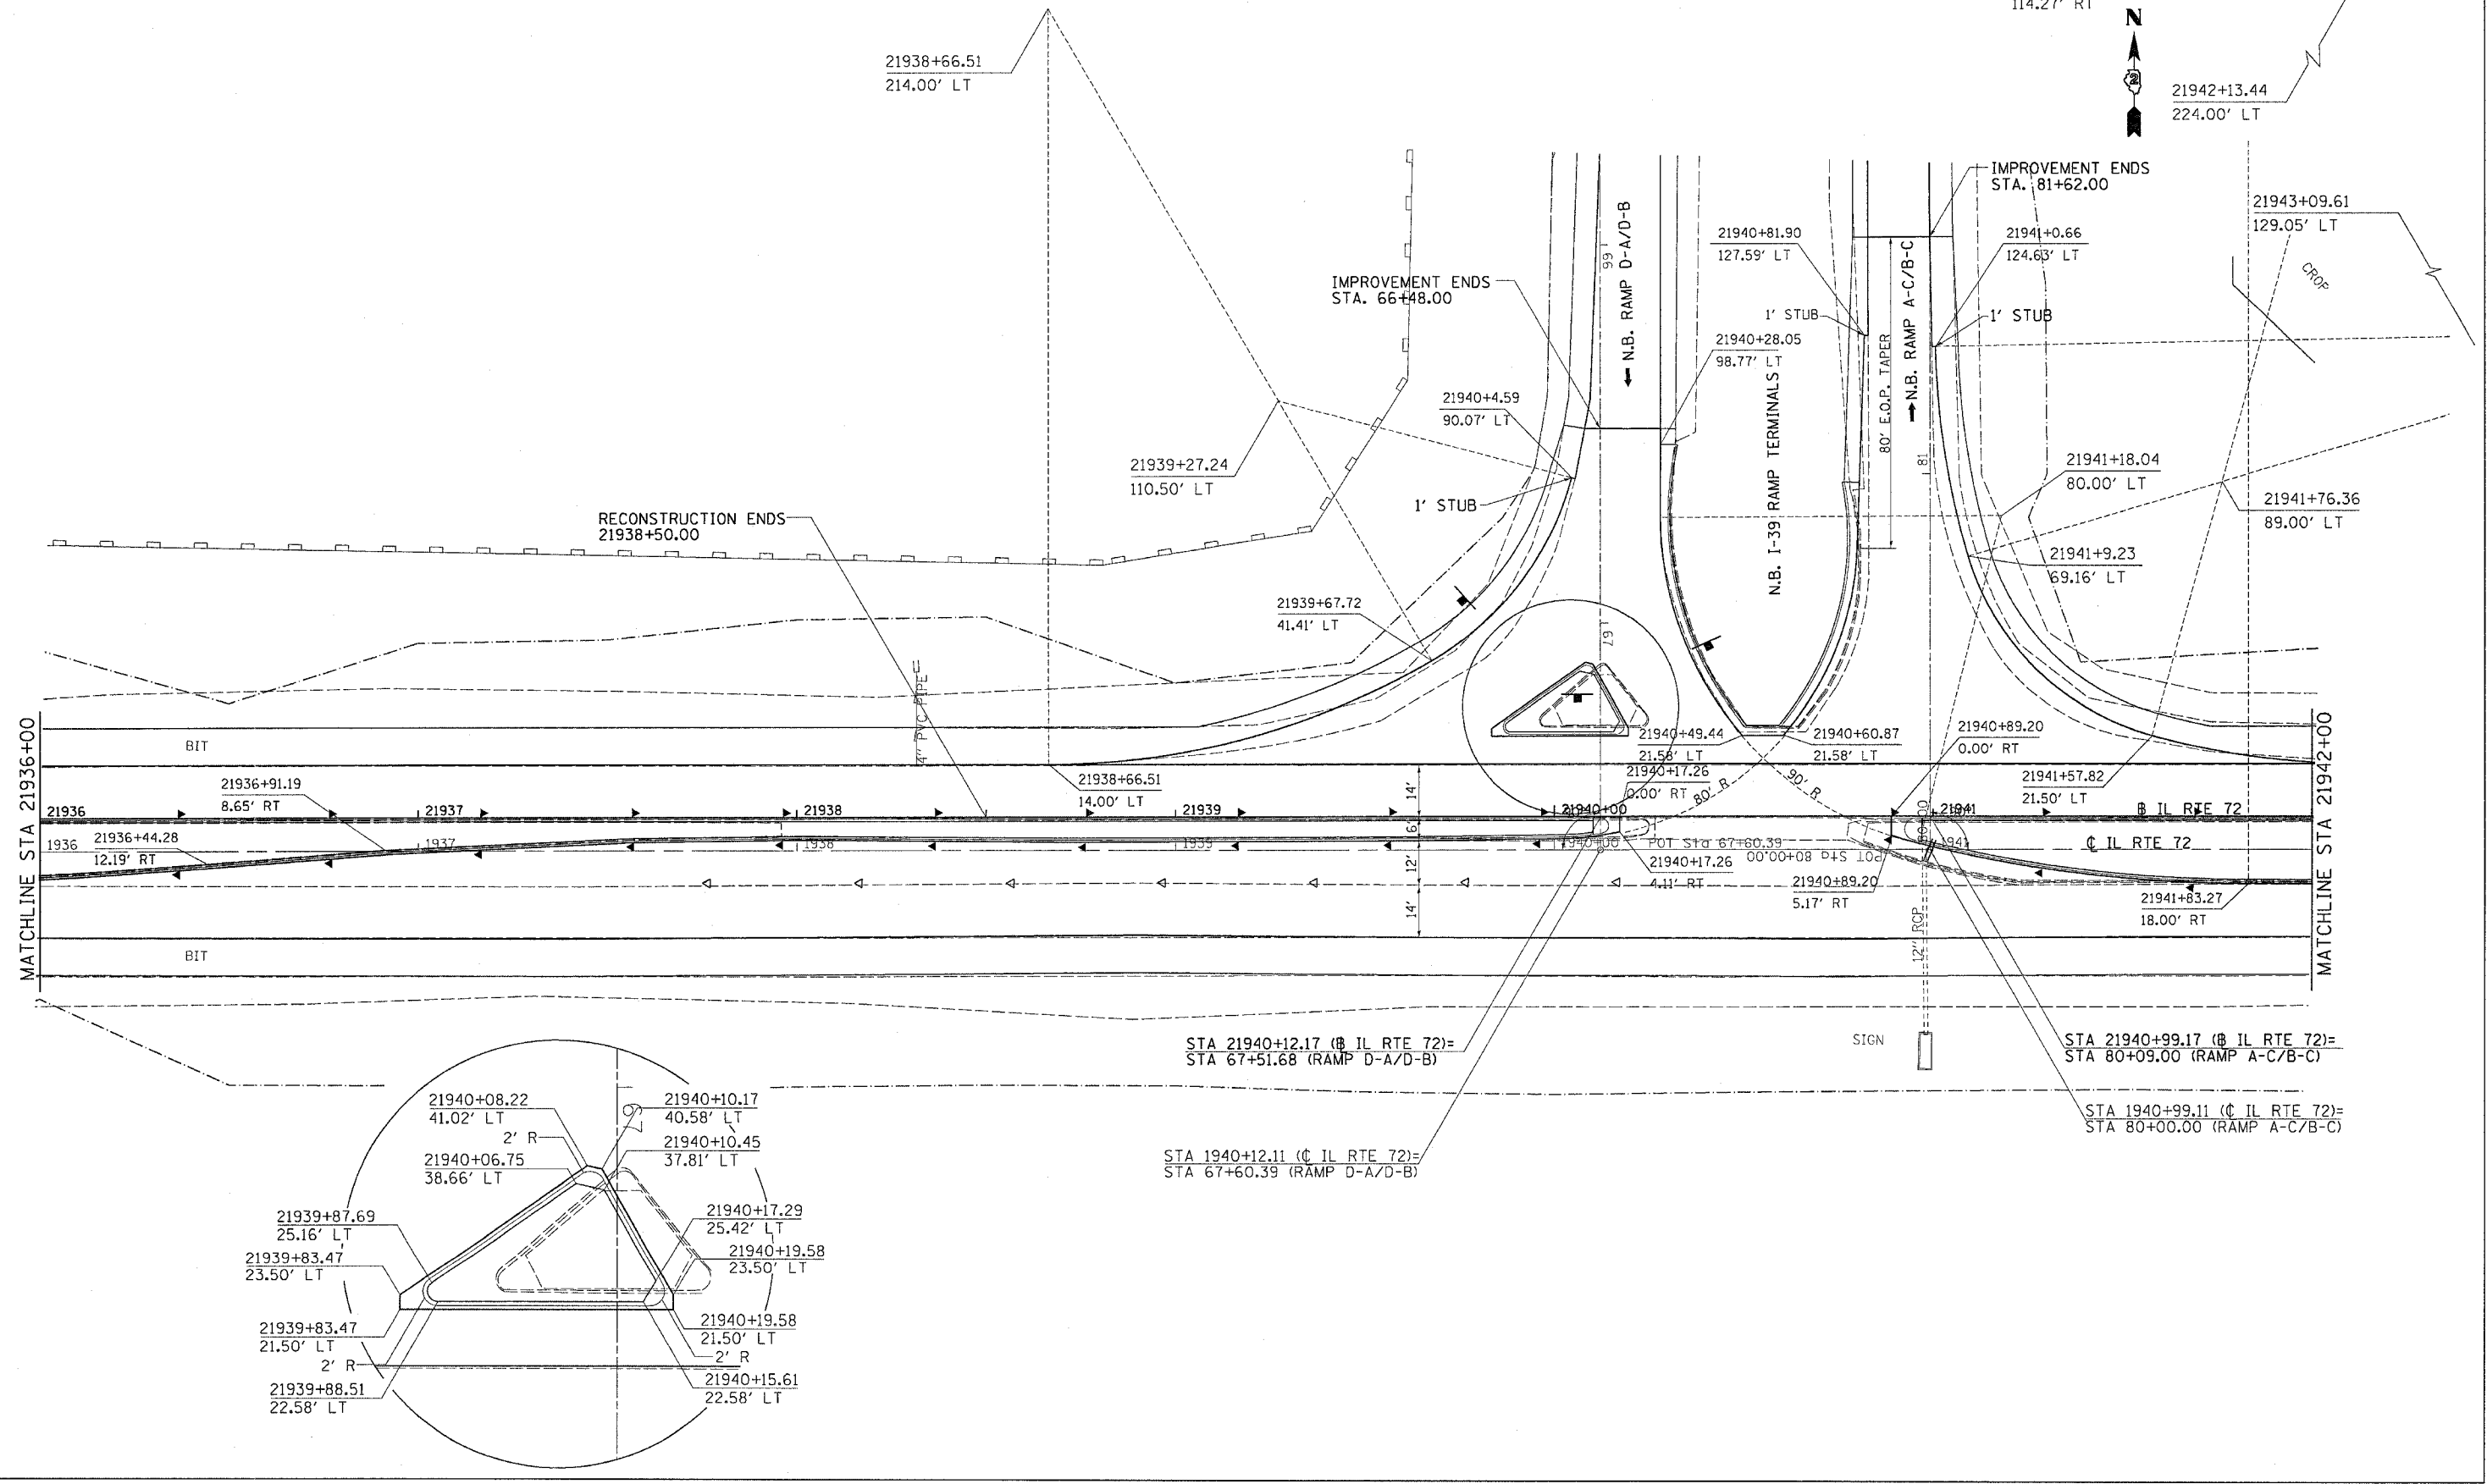 114.27' RT
N
2
21938+66.51
214.00' LT
21942+13.44
224.00' LT
IMPROVEMENT ENDS
STA. 81+62.00
21943+09.61
129.05' LT
CROP
66
N.B. RAMP D-A/D-B
21940+81.90
127.59' LT
N.B. RAMP A-C/B-C
21941+0.66
124.63' LT
IMPROVEMENT ENDS
STA. 66+48.00
1' STUB
1' STUB
21940+28.05
98.77' LT
80' E.O.P. TAPER
N.B. I-39 RAMP TERMINALS
21940+4.59
90.07' LT
81
21939+27.24
110.50' LT
1' STUB
21941+18.04
80.00' LT
21941+76.36
89.00' LT
RECONSTRUCTION ENDS
21938+50.00
21941+9.23
69.16' LT
21939+67.72
41.41' LT
67
4" PVC PIPE
MATCHLINE STA 21936+00
MATCHLINE STA 21942+00
BIT
21940+49.44
21.58' LT
21940+60.87
21.58' LT
21940+89.20
0.00' RT
21936+91.19
8.65' RT
21938+66.51
14.00' LT
14'
21940+17.26
0.00' RT
80' R
90' R
21941+57.82
21.50' LT
21936
21937
21938
21939
21940+00
21941
B IL RTE 72
6'
1936
21936+44.28
12.19' RT
1937
1938
1939
1940+00
POT Sta 67+60.39
POT Sta 80+00.00
80+00
1941
℄ IL RTE 72
12'
21940+17.26
4.11' RT
21940+89.20
5.17' RT
21941+83.27
18.00' RT
14'
12" RCP
BIT
SIGN
STA 21940+12.17 (B IL RTE 72)=
STA 67+51.68 (RAMP D-A/D-B)
STA 21940+99.17 (B IL RTE 72)=
STA 80+09.00 (RAMP A-C/B-C)
STA 1940+99.11 (℄ IL RTE 72)=
STA 80+00.00 (RAMP A-C/B-C)
STA 1940+12.11 (℄ IL RTE 72)=
STA 67+60.39 (RAMP D-A/D-B)
21940+08.22
41.02' LT
67
21940+10.17
40.58' LT
2' R
21940+10.45
37.81' LT
21940+06.75
38.66' LT
21939+87.69
25.16' LT
21940+17.29
25.42' LT
21939+83.47
23.50' LT
21940+19.58
23.50' LT
21939+83.47
21.50' LT
21940+19.58
21.50' LT
2' R
2' R
21939+88.51
22.58' LT
21940+15.61
22.58' LT